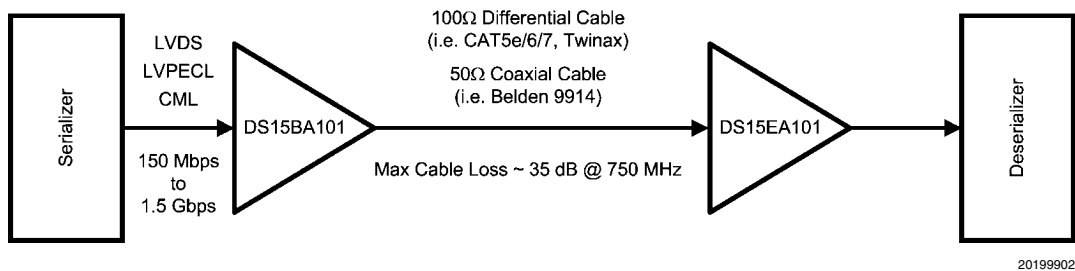 Serializer
LVDS
LVPECL
CML
150 Mbps
to
1.5 Gbps
DS15BA101
100Ω Differential Cable
(i.e. CAT5e/6/7, Twinax)
50Ω Coaxial Cable
(i.e. Belden 9914)
Max Cable Loss ~ 35 dB @ 750 MHz
DS15EA101
Deserializer
20199902